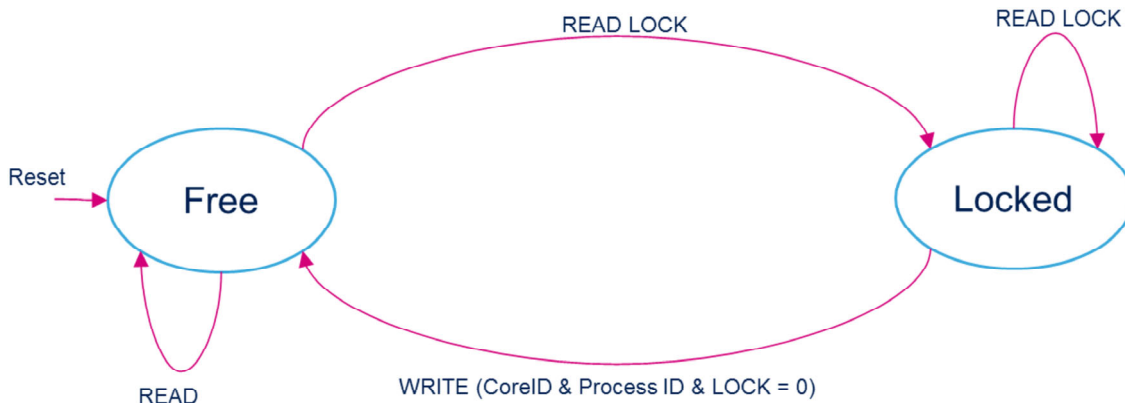 READ LOCK
READ LOCK
Reset
Free
Locked
READ
WRITE (CoreID & Process ID & LOCK = 0)